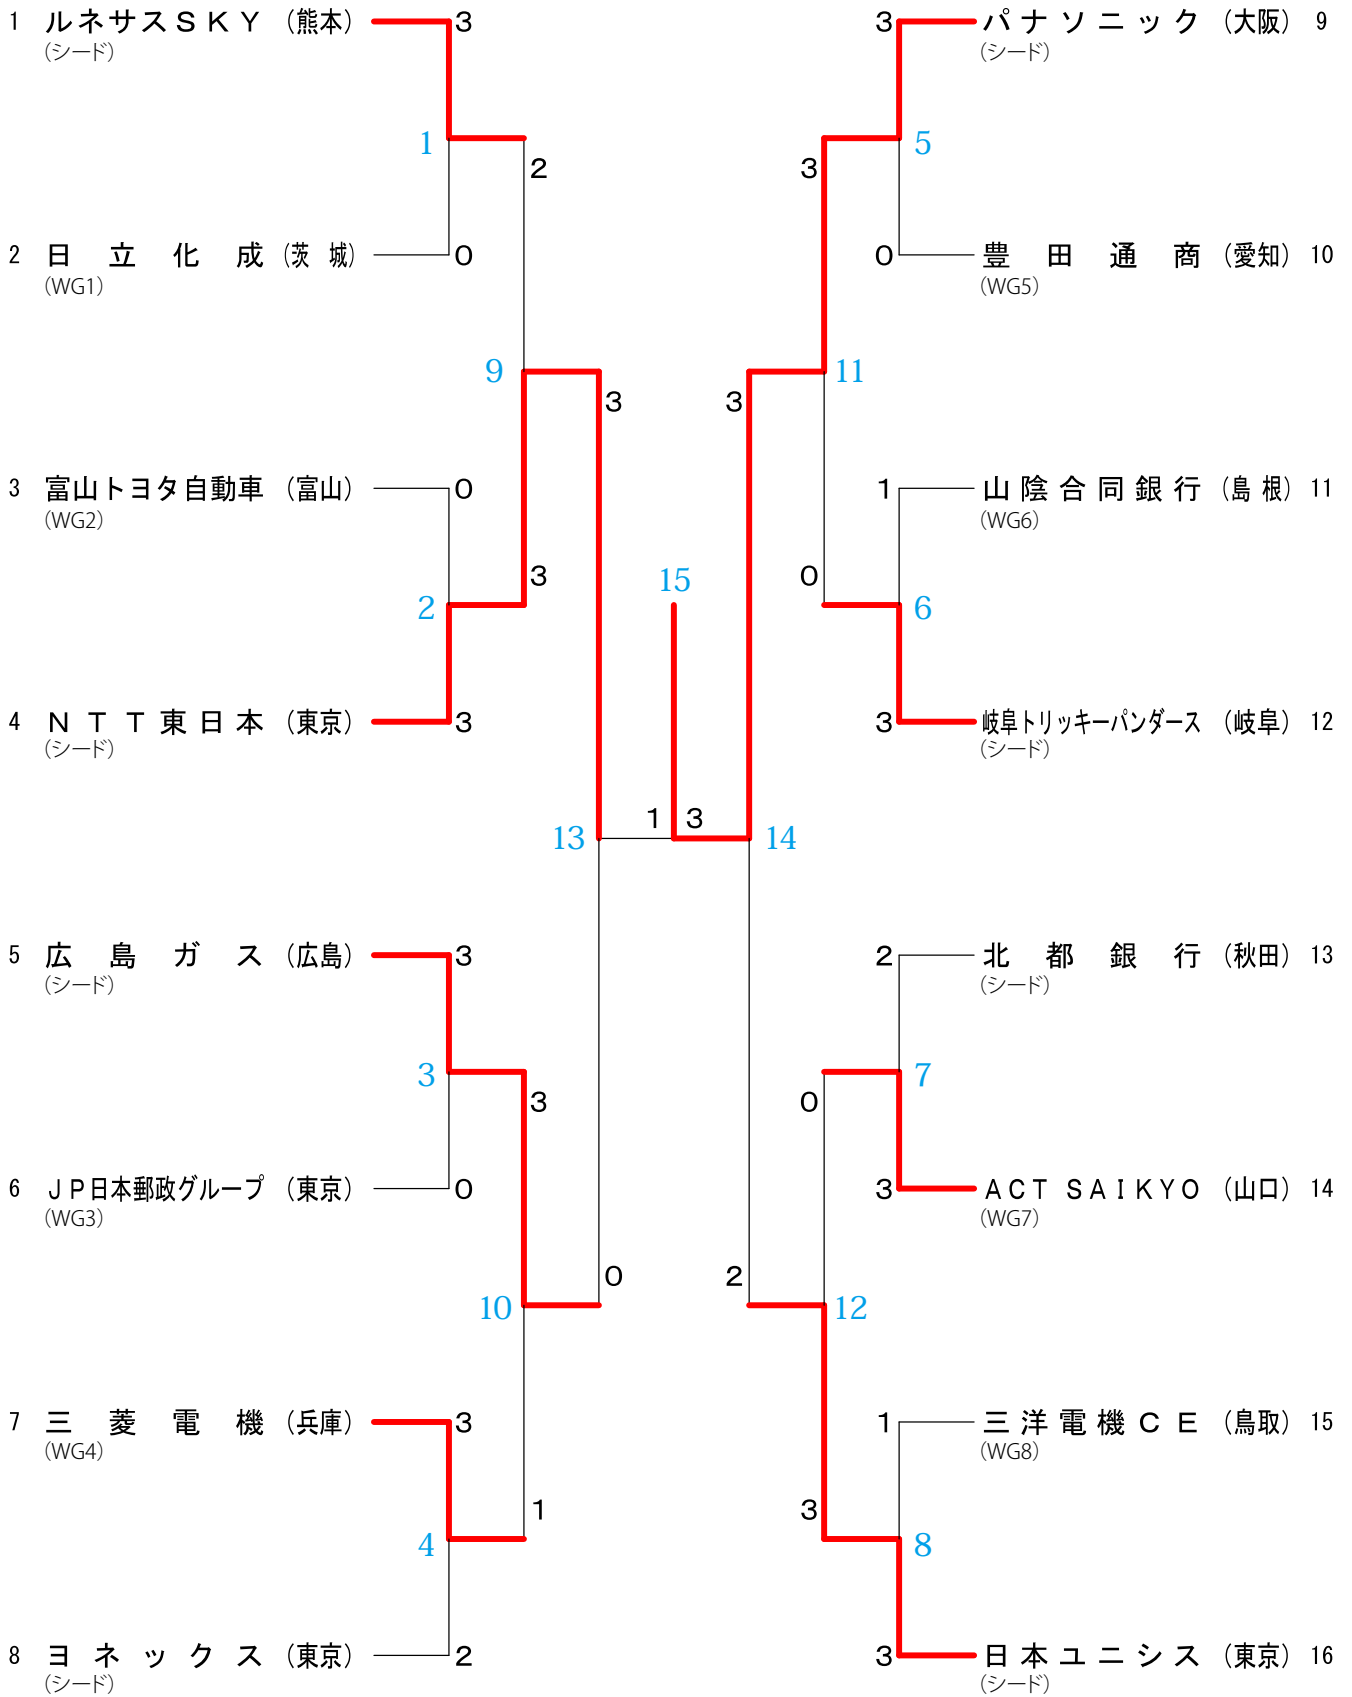 1 ルネサスＳＫＹ （熊本） 3
(シード)
1
2
2 日立化成 （茨城） 0
(WG1)
9
3
3 富山トヨタ自動車 （富山） 0
(WG2)
3
2
4 ＮＴＴ東日本 （東京） 3
(シード)
13
1
5 広島ガス （広島） 3
(シード)
3
3
6 ＪＰ日本郵政グループ （東京） 0
(WG3)
0
10
7 三菱電機 （兵庫） 3
(WG4)
1
4
8 ヨネックス （東京） 2
(シード)
15
3 パナソニック （大阪） 9
(シード)
5
3
0 豊田通商 （愛知） 10
(WG5)
11
3
1 山陰合同銀行 （島根） 11
(WG6)
0
6
3 岐阜トリッキーパンダース （岐阜） 12
(シード)
3
14
2 北都銀行 （秋田） 13
(シード)
7
0
3 ＡＣＴ ＳＡＩＫＹＯ （山口） 14
(WG7)
2
12
1 三洋電機ＣＥ （鳥取） 15
(WG8)
3
8
3 日本ユニシス （東京） 16
(シード)